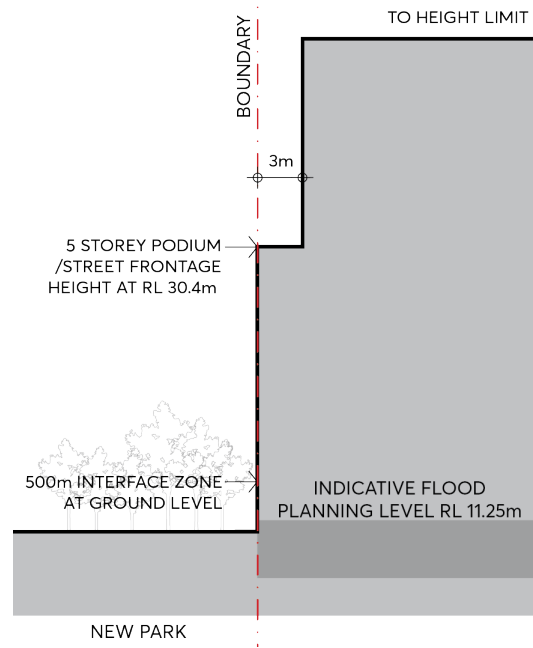 TO HEIGHT LIMIT
BOUNDARY
3m
5 STOREY PODIUM
/STREET FRONTAGE
HEIGHT AT RL 30.4m
500m INTERFACE ZONE
AT GROUND LEVEL
INDICATIVE FLOOD
PLANNING LEVEL RL 11.25m
NEW PARK